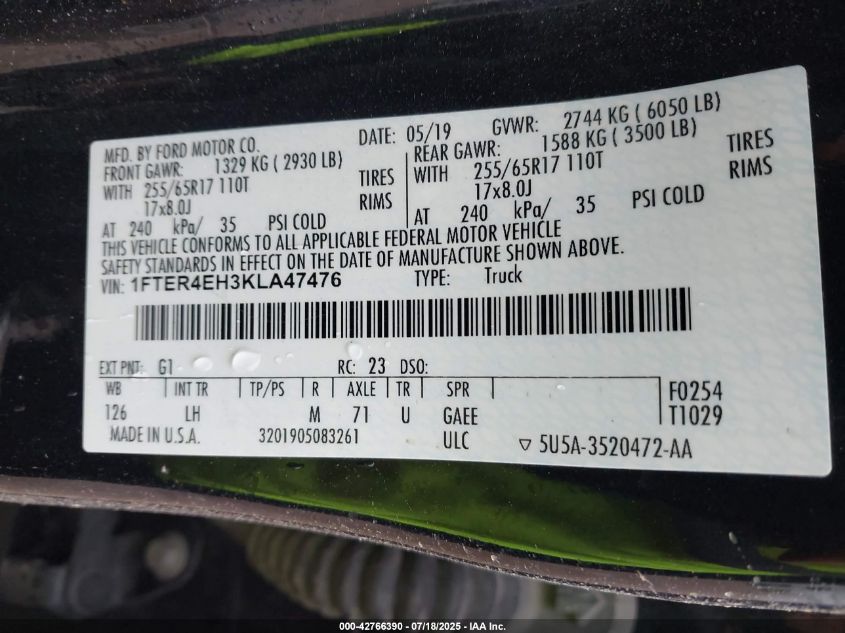 MFD. BY FORD MOTOR CO. DATE: 05/19 GVWR: 2744 KG ( 6050 LB)
FRONT GAWR: 1329 KG ( 2930 LB) REAR GAWR: 1588 KG ( 3500 LB)
WITH 255/65R17 110T TIRES WITH 255/65R17 110T TIRES
17x8.0J RIMS 17x8.0J RIMS
AT 240 kPa/ 35 PSI COLD AT 240 kPa/ 35 PSI COLD
THIS VEHICLE CONFORMS TO ALL APPLICABLE FEDERAL MOTOR VEHICLE
SAFETY STANDARDS IN EFFECT ON THE DATE OF MANUFACTURE SHOWN ABOVE.
VIN: 1FTER4EH3KLA47476 TYPE: Truck
EXT PNT: G1 RC: 23 DSO:
WB INT TR TP/PS R AXLE TR SPR F0254
126 LH M 71 U GAEE T1029
MADE IN U.S.A. 3201905083261 ULC ▽ 5U5A-3520472-AA
000-42766390 - 07/18/2025 - IAA Inc.